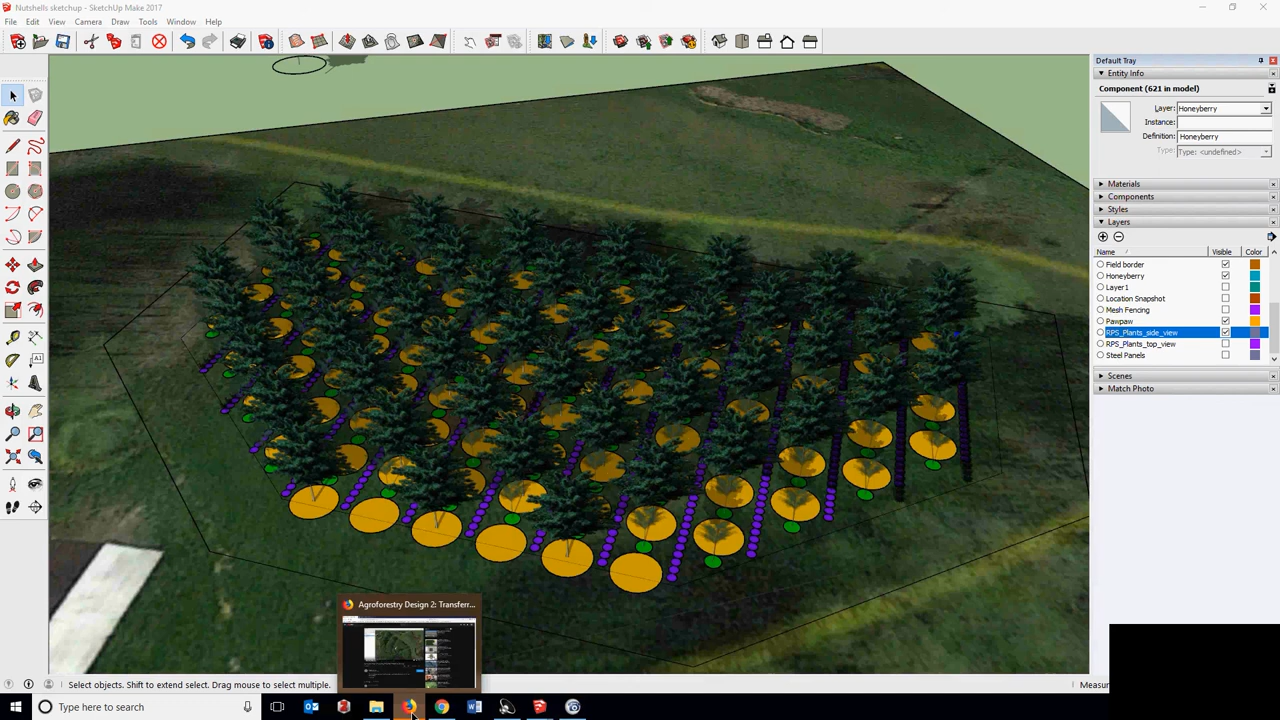 Nutshells sketchup - SketchUp Make 2017
File Edit View Camera Draw Tools Window Help
Default Tray
Entity Info
Component (621 in model)
Layer: Honeyberry
Instance:
Definition: Honeyberry
Type: Type: <undefined>
Materials
Components
Styles
Layers
Name Visible Color
Field border
Honeyberry
Layer1
Location Snapshot
Mesh Fencing
Pawpaw
RPS_Plants_side_view
RPS_Plants_top_view
Steel Panels
Scenes
Match Photo
Agroforestry Design 2: Transferr...
Select objects. Shift to extend select. Drag mouse to select multiple.
Measur
Type here to search